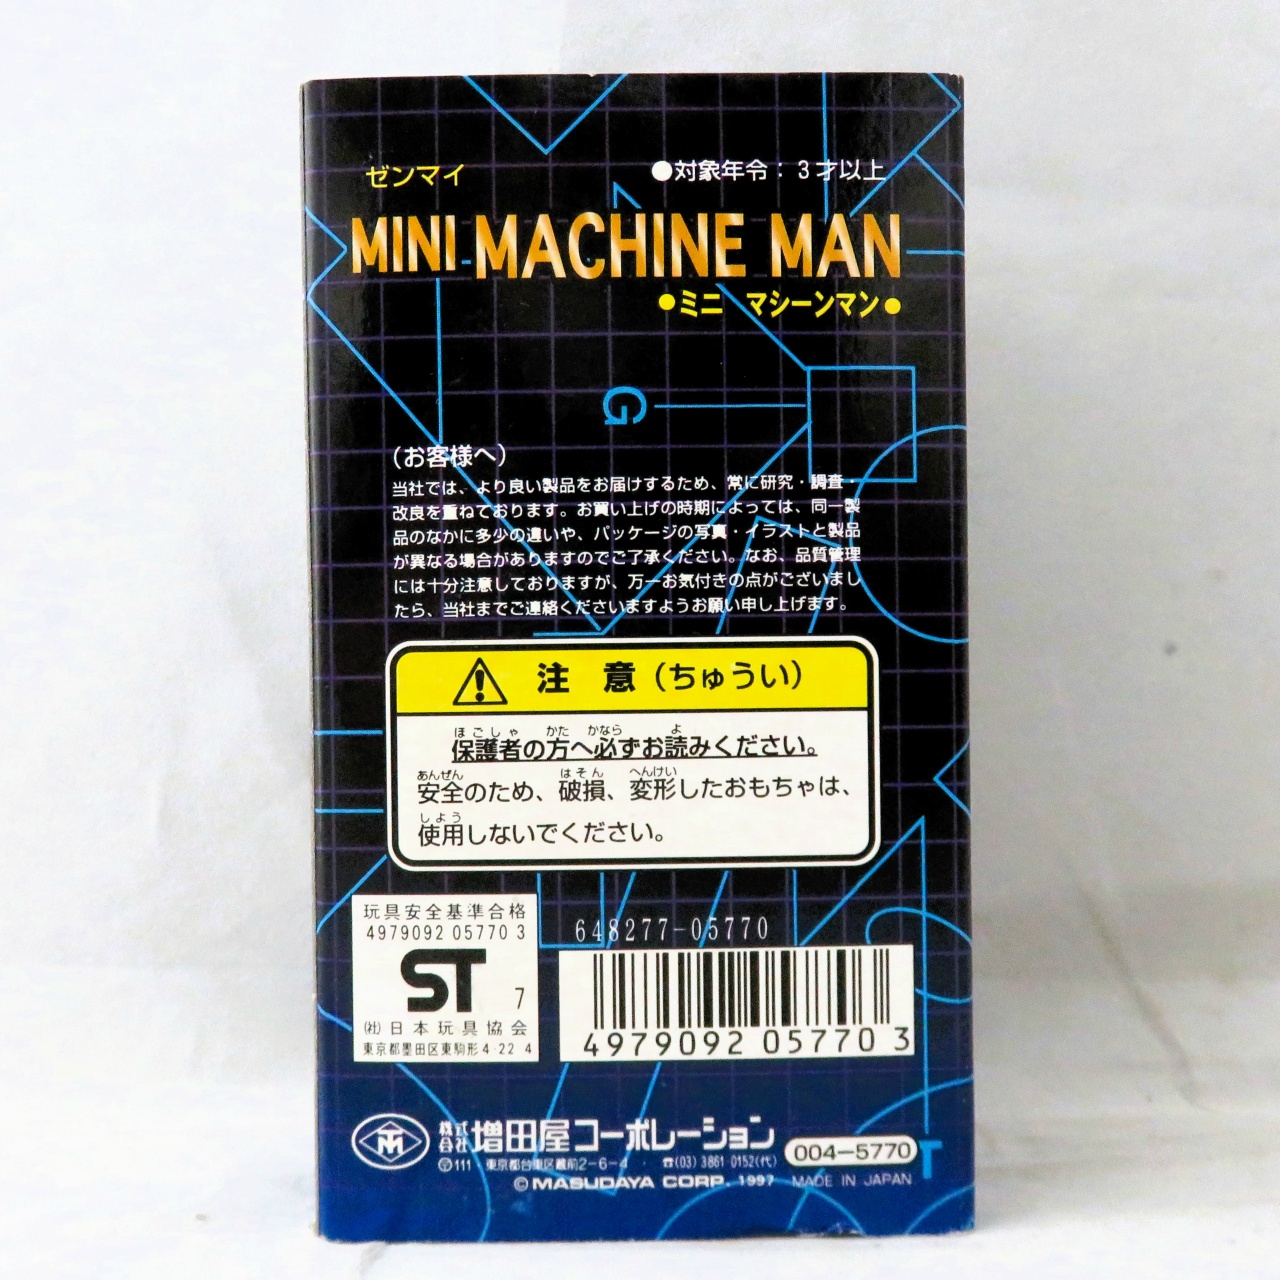 ゼンマイ
●対象年令：3才以上
MINI MACHINE MAN
●ミニ マシーンマン●
G
(お客様へ)
当社では、より良い製品をお届けするため、常に研究・調査・
改良を重ねております。お買い上げの時期によっては、同一製
品のなかに多少の違いや、パッケージの写真・イラストと製品
が異なる場合がありますのでご了承ください。なお、品質管理
には十分注意しておりますが、万一お気付きの点がございまし
たら、当社までご連絡くださいますようお願い申し上げます。
注 意(ちゅうい)
ほごしゃ かた かなら よ
保護者の方へ必ずお読みください。
あんぜん はそん へんけい
安全のため、破損、変形したおもちゃは、
しよう
使用しないでください。
玩具安全基準合格
4979092 05770 3
ST 7
(社)日本玩具協会
東京都墨田区東駒形4-22-4
648277-05770
4979092 057703
TM
株式会社 増田屋コーポレーション
〒111・東京都台東区蔵前2-6-4 ・ ☎(03)3861-0152(代)
004-5770
T
©MASUDAYA CORP. 1997 MADE IN JAPAN